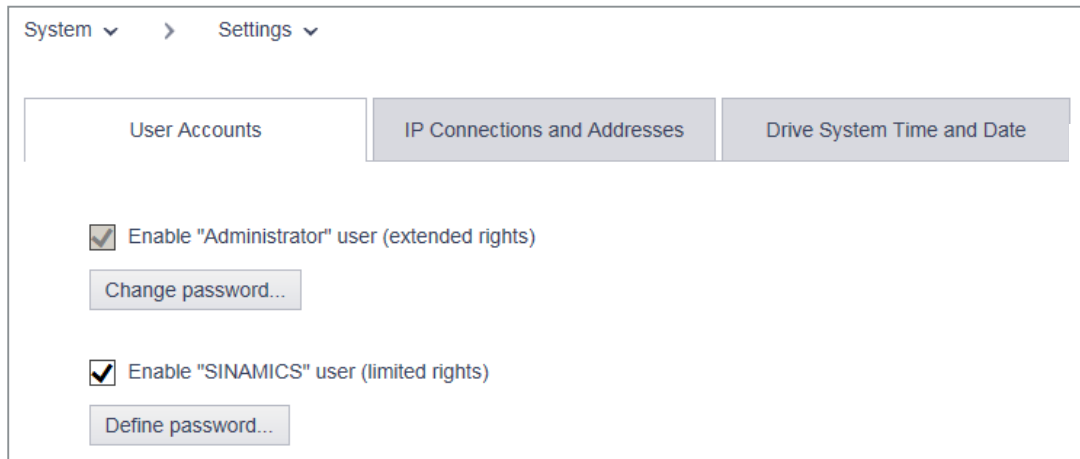 System > Settings
User Accounts IP Connections and Addresses Drive System Time and Date
Enable "Administrator" user (extended rights)
Change password...
Enable "SINAMICS" user (limited rights)
Define password...